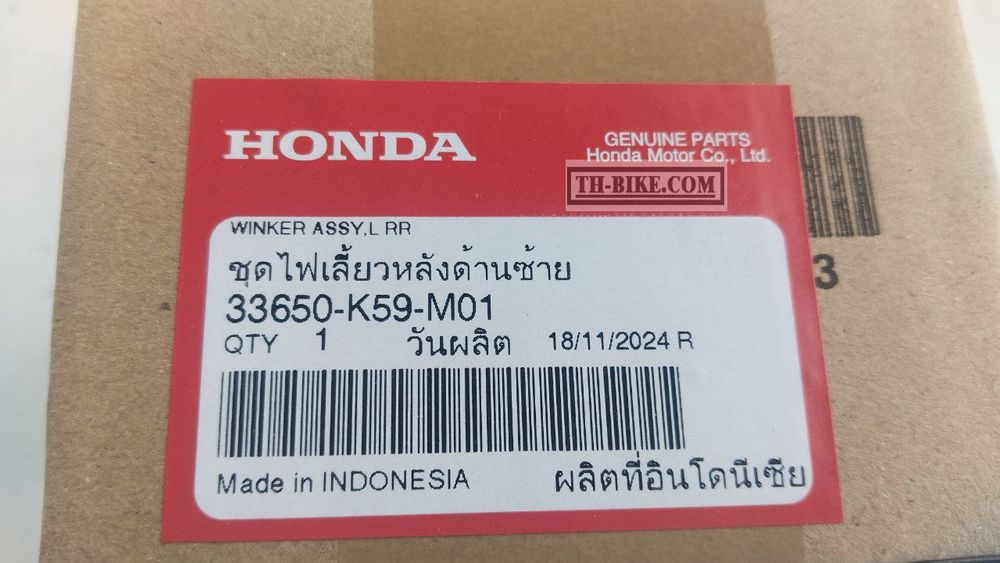 HONDA
GENUINE PARTS
Honda Motor Co., Ltd.
TH-BIKE.COM
WINKER ASSY,L RR
ชุดไฟเลี้ยวหลังด้านซ้าย
33650-K59-M01
QTY 1 วันผลิต 18/11/2024 R
Made in INDONESIA ผลิตที่อินโดนีเซีย
3